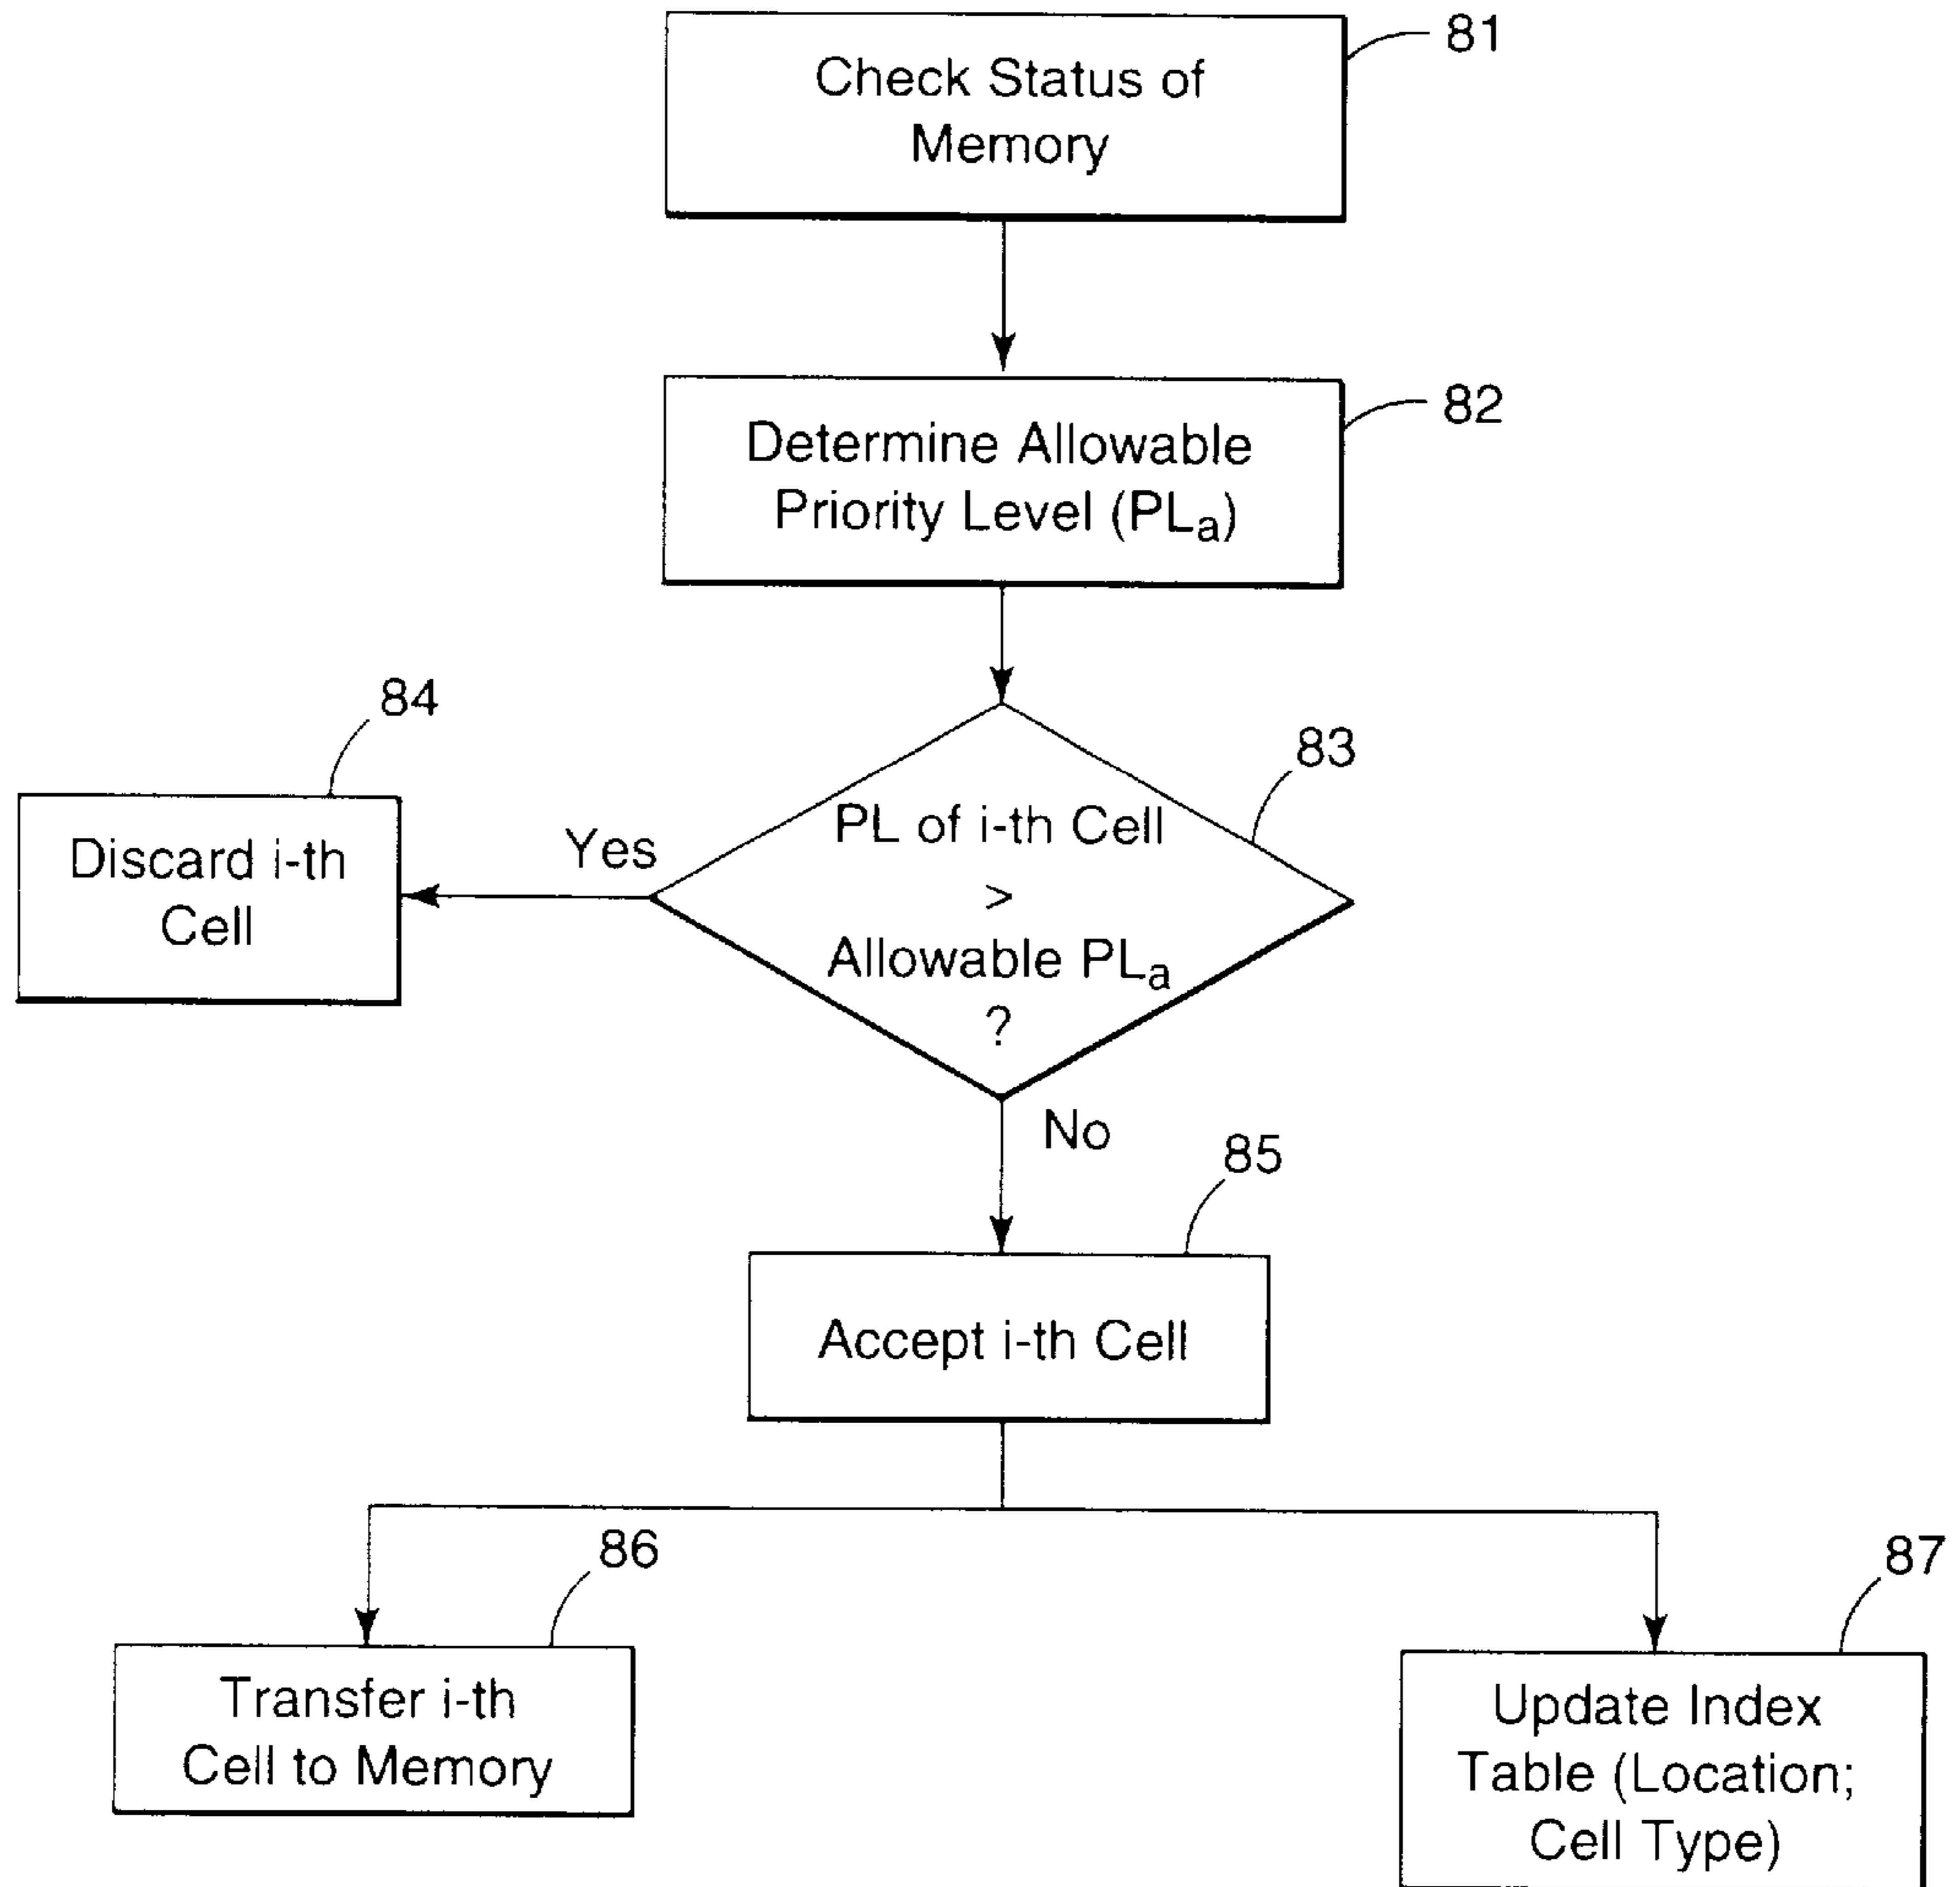 81
Check Status of
Memory
82
Determine Allowable
Priority Level (PLa)
84
83
Discard i-th
Cell
Yes
PL of i-th Cell
>
Allowable PLa
?
No
85
Accept i-th Cell
86
87
Transfer i-th
Cell to Memory
Update Index
Table (Location;
Cell Type)